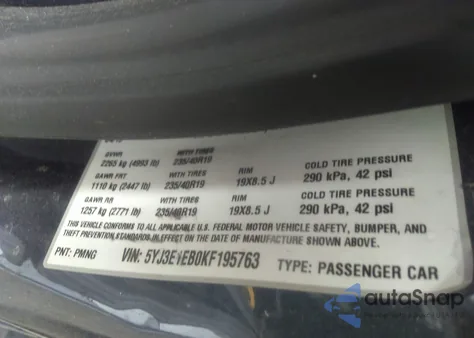 GVWR WITH TIRES
2265 kg (4993 lb) 235/40R19
GAWR FRT WITH TIRES RIM COLD TIRE PRESSURE
1110 kg (2447 lb) 235/40R19 19X8.5 J 290 kPa, 42 psi
GAWR RR WITH TIRES RIM COLD TIRE PRESSURE
1257 kg (2771 lb) 235/40R19 19X8.5 J 290 kPa, 42 psi
THIS VEHICLE CONFORMS TO ALL APPLICABLE U.S. FEDERAL MOTOR VEHICLE SAFETY, BUMPER, AND
THEFT PREVENTION STANDARDS IN EFFECT ON THE DATE OF MANUFACTURE SHOWN ABOVE.
PNT: PMNG VIN: 5YJ3E1EB0KF195763 TYPE: PASSENGER CAR
autoSnap